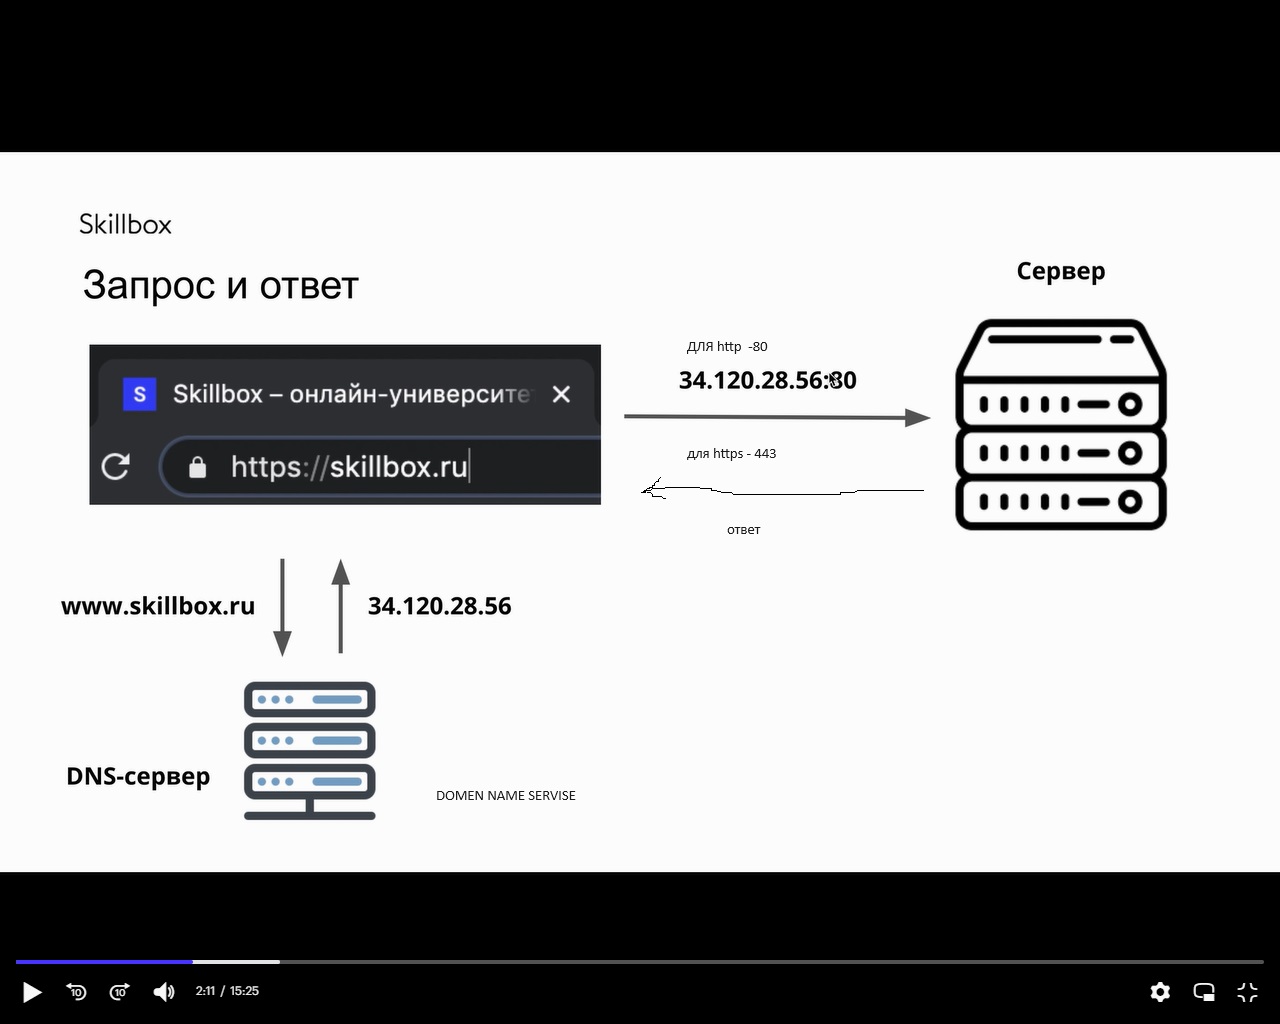 Skillbox
Запрос и ответ
Сервер
ДЛЯ http -80
34.120.28.56:80
S Skillbox – онлайн-университе
https://skillbox.ru
для https - 443
ответ
www.skillbox.ru
34.120.28.56
DNS-сервер
DOMEN NAME SERVISE
10
10
2:11 / 15:25